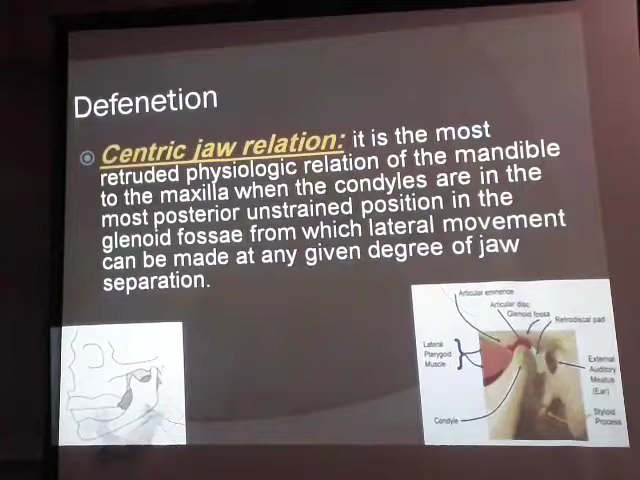 Defenetion
Centric jaw relation: it is the most
retruded physiologic relation of the mandible
to the maxilla when the condyles are in the
most posterior unstrained position in the
glenoid fossae from which lateral movement
can be made at any given degree of jaw
separation.
Articular eminence
Articular disc
Glenoid fossa
Retrodiscal pad
Lateral
Pterygoid
Muscle
External
Auditory
Meatus
(Ear)
Condyle
Styloid
Process